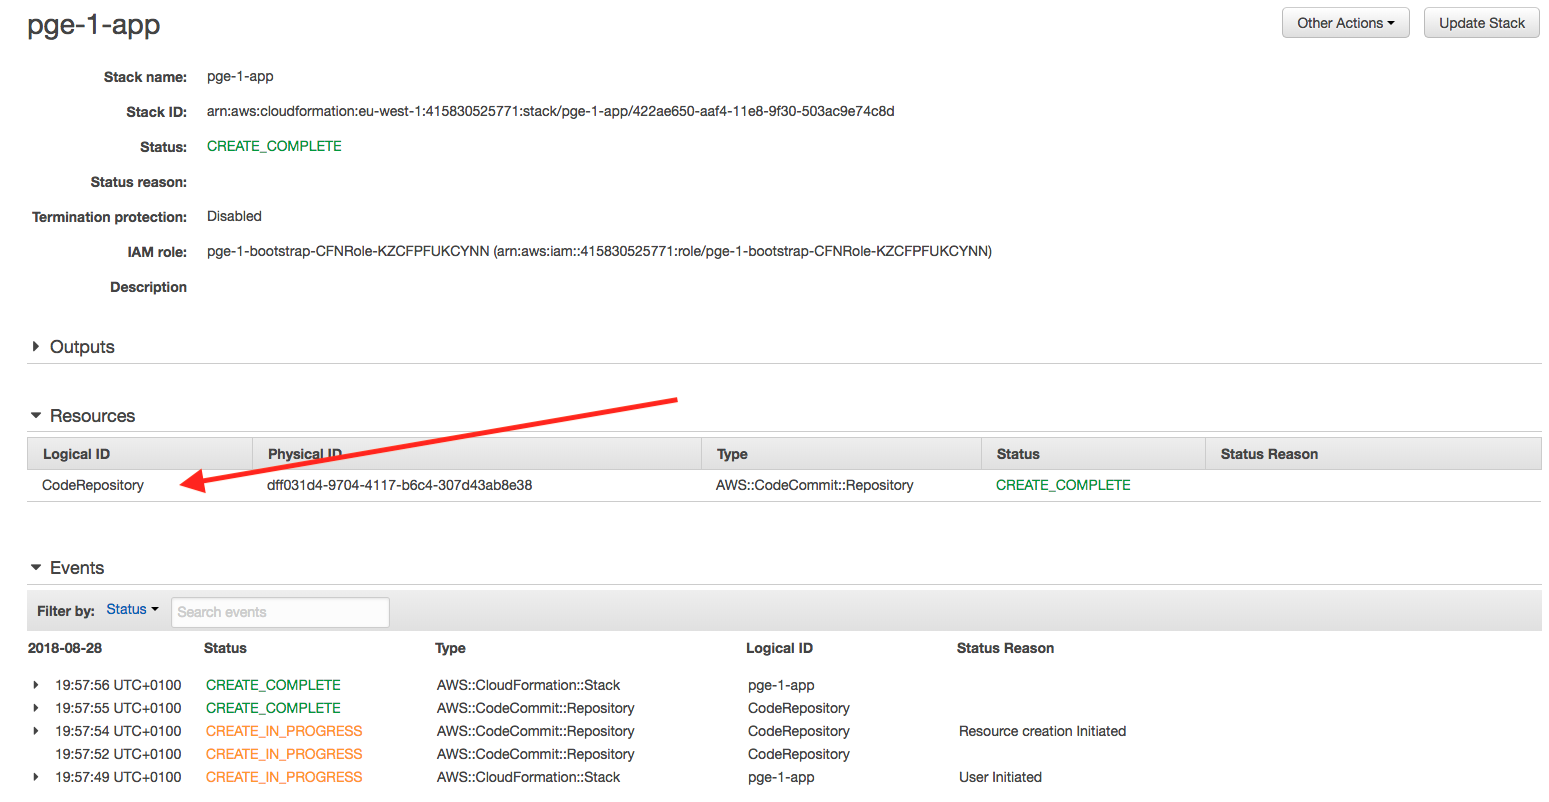 pge-1-app
Other Actions
Update Stack
Stack name: pge-1-app
Stack ID: arn:aws:cloudformation:eu-west-1:415830525771:stack/pge-1-app/422ae650-aaf4-11e8-9f30-503ac9e74c8d
Status: CREATE_COMPLETE
Status reason:
Termination protection: Disabled
IAM role: pge-1-bootstrap-CFNRole-KZCFPFUKCYNN (arn:aws:iam::415830525771:role/pge-1-bootstrap-CFNRole-KZCFPFUKCYNN)
Description
Outputs
Resources
Logical ID Physical ID Type Status Status Reason
CodeRepository dff031d4-9704-4117-b6c4-307d43ab8e38 AWS::CodeCommit::Repository CREATE_COMPLETE
Events
Filter by: Status Search events
2018-08-28 Status Type Logical ID Status Reason
19:57:56 UTC+0100 CREATE_COMPLETE AWS::CloudFormation::Stack pge-1-app
19:57:55 UTC+0100 CREATE_COMPLETE AWS::CodeCommit::Repository CodeRepository
19:57:54 UTC+0100 CREATE_IN_PROGRESS AWS::CodeCommit::Repository CodeRepository Resource creation Initiated
19:57:52 UTC+0100 CREATE_IN_PROGRESS AWS::CodeCommit::Repository CodeRepository
19:57:49 UTC+0100 CREATE_IN_PROGRESS AWS::CloudFormation::Stack pge-1-app User Initiated